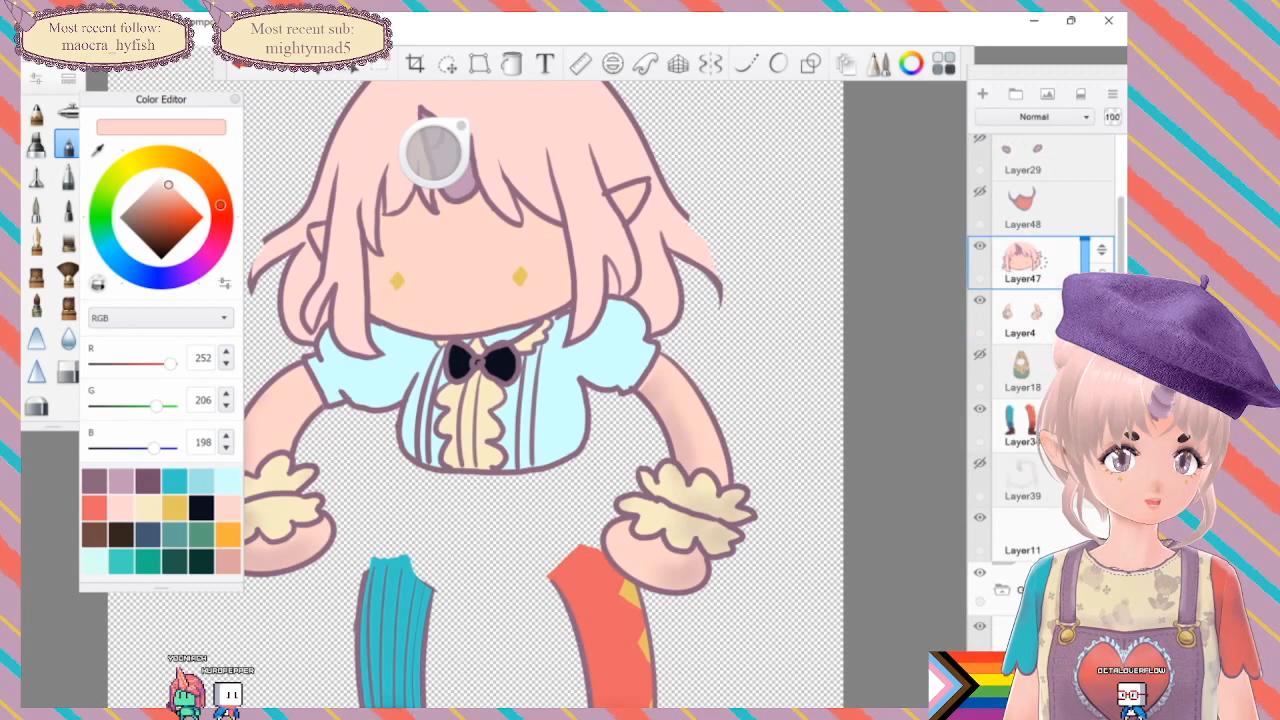 Most recent follow:
maocra_hyfish
Most recent sub:
mightymad5
T
Color Editor
Normal
100
Layer29
Layer48
Layer47
Layer4
Layer18
Layer39
Layer11
RGB
R
252
G
206
B
198
OCTALOVERFLOW